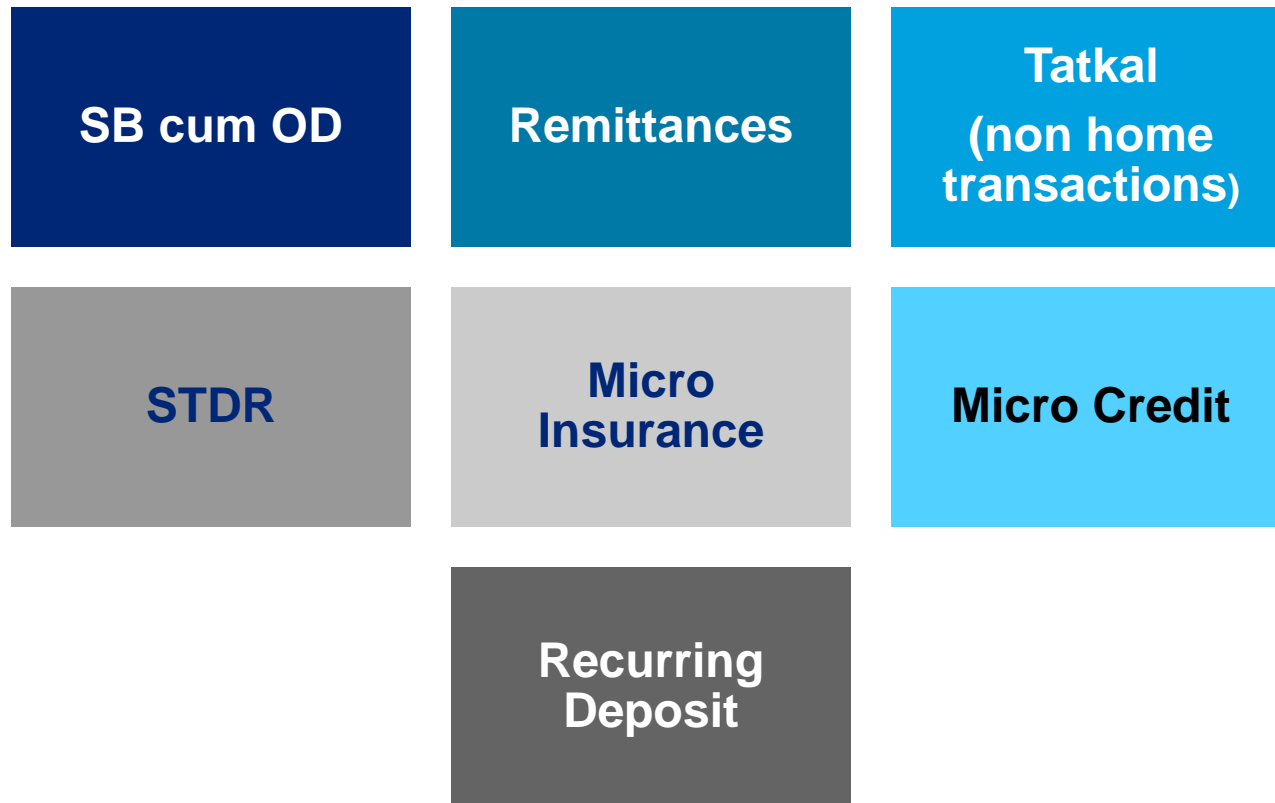 SB cum OD
Remittances
Tatkal
(non home
transactions)
STDR
Micro
Insurance
Micro Credit
Recurring
Deposit